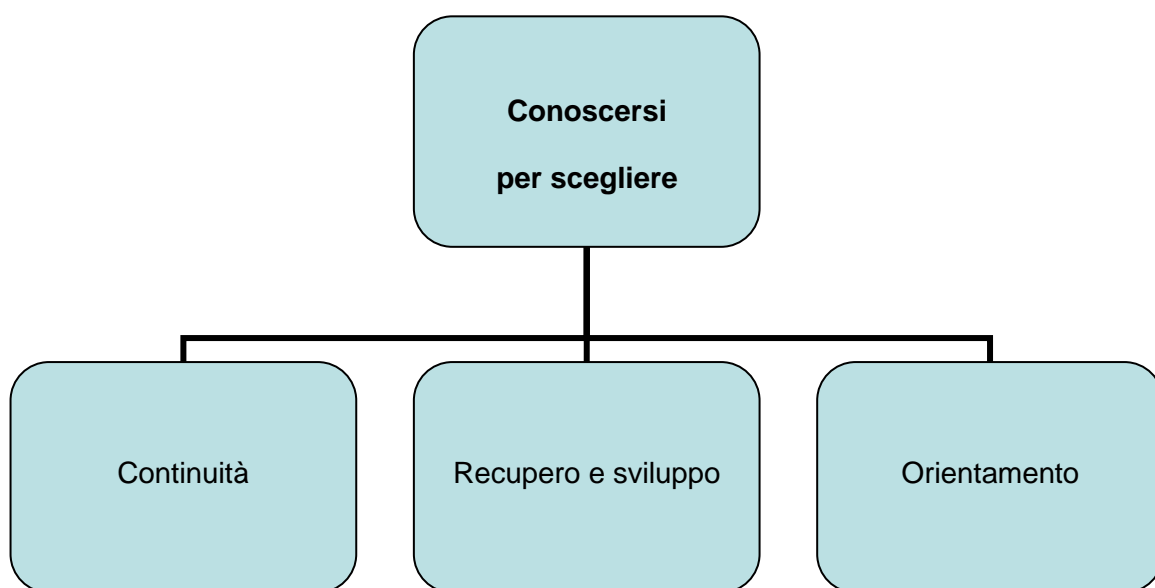 Conoscersi
per scegliere
Continuità
Recupero e sviluppo
Orientamento